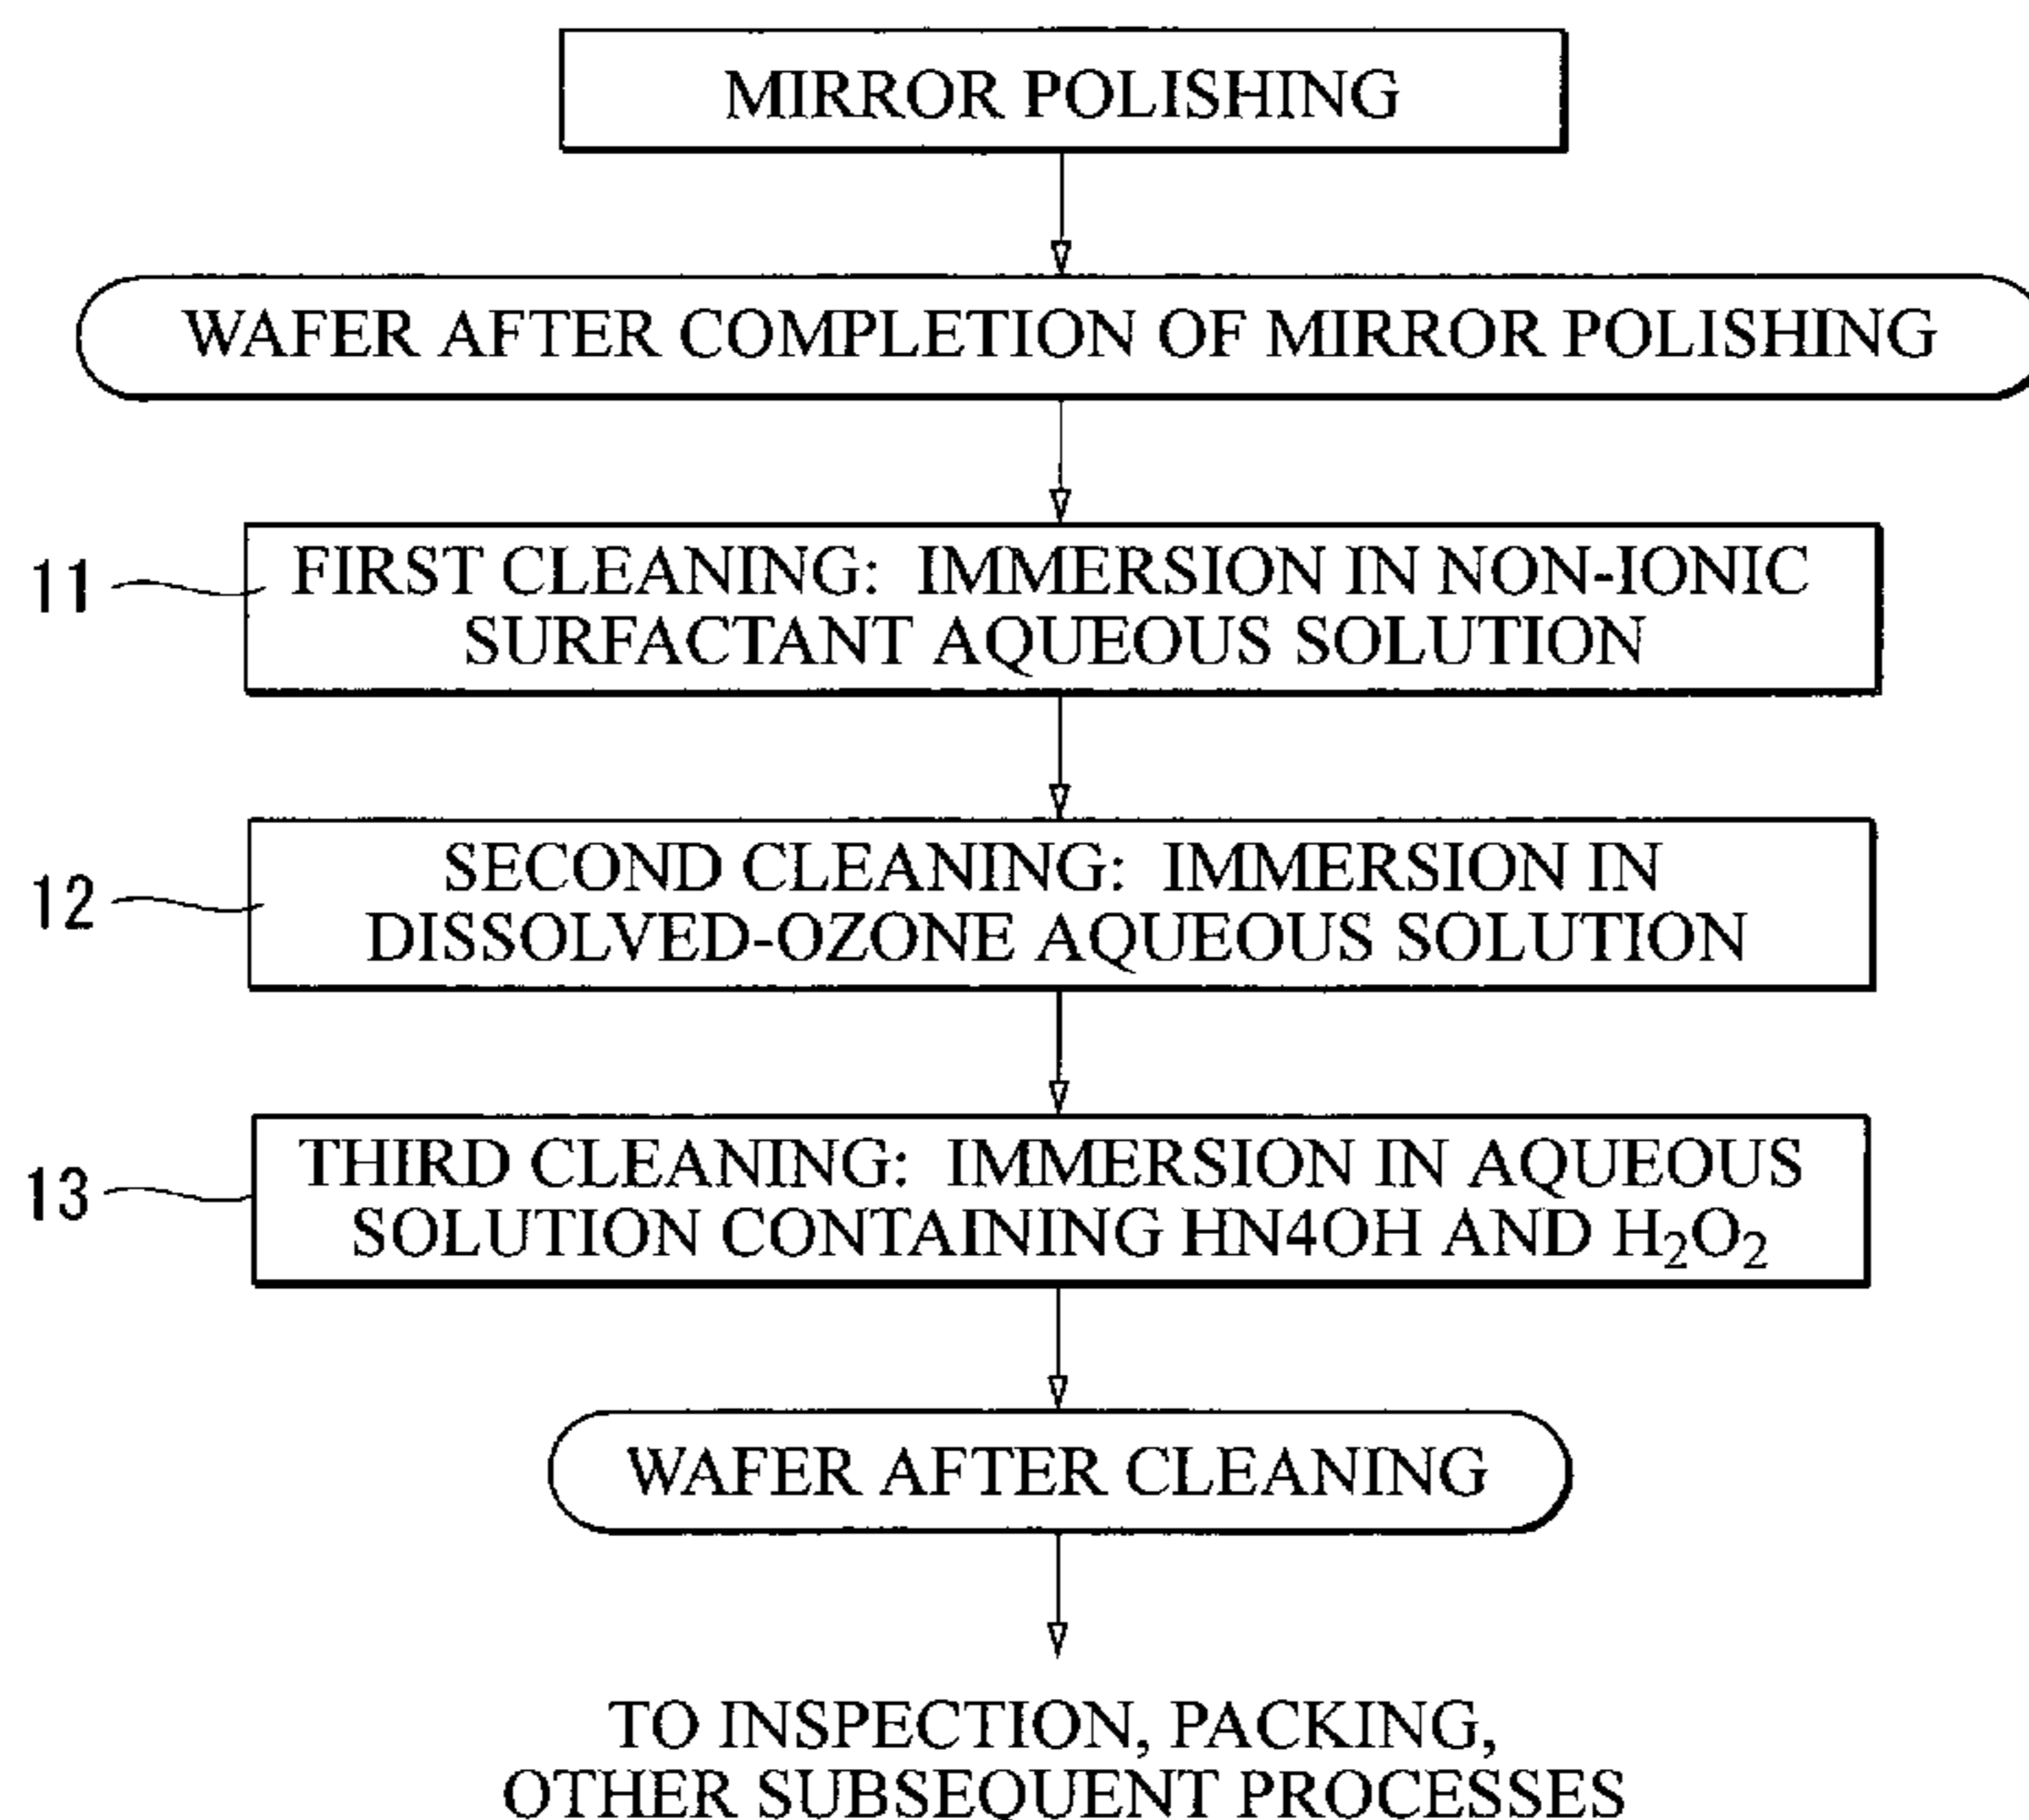 MIRROR POLISHING
WAFER AFTER COMPLETION OF MIRROR POLISHING
11
FIRST CLEANING: IMMERSION IN NON-IONIC
SURFACTANT AQUEOUS SOLUTION
12
SECOND CLEANING: IMMERSION IN
DISSOLVED-OZONE AQUEOUS SOLUTION
13
THIRD CLEANING: IMMERSION IN AQUEOUS
SOLUTION CONTAINING HN4OH AND H₂O₂
WAFER AFTER CLEANING
TO INSPECTION, PACKING,
OTHER SUBSEQUENT PROCESSES